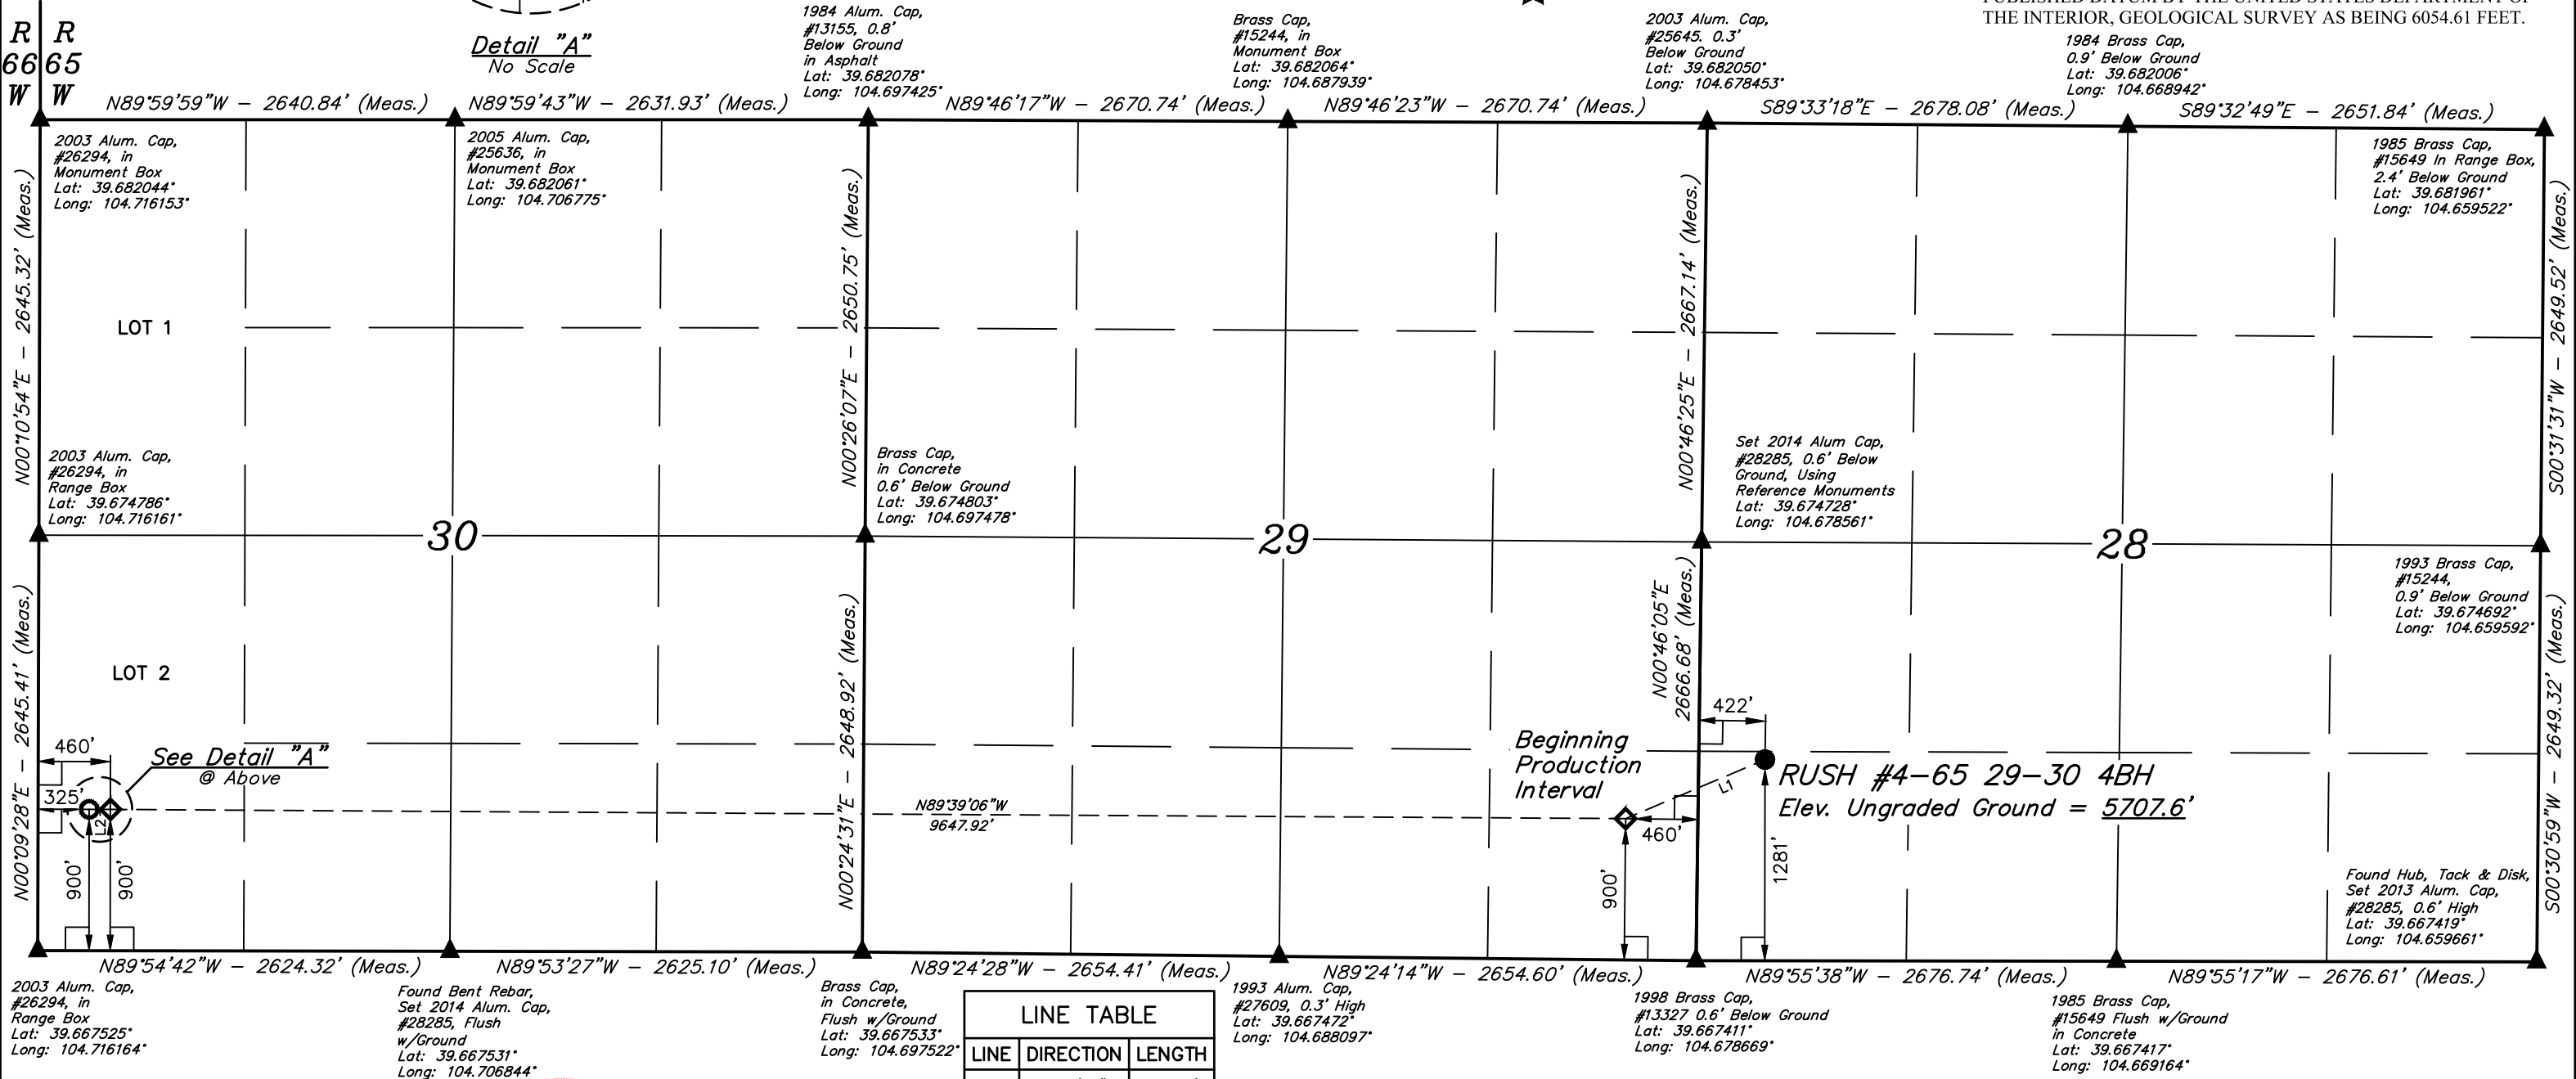 PUBLISHED DATUM BY THE UNITED STATES DEPARTMENT OF
THE INTERIOR, GEOLOGICAL SURVEY AS BEING 6054.61 FEET.
R R
66 65
W W
Detail "A"
No Scale
1984 Alum. Cap,
#13155, 0.8'
Below Ground
in Asphalt
Lat: 39.682078°
Long: 104.697425°
Brass Cap,
#15244, in
Monument Box
Lat: 39.682064°
Long: 104.687939°
2003 Alum. Cap,
#25645. 0.3'
Below Ground
Lat: 39.682050°
Long: 104.678453°
1984 Brass Cap,
0.9' Below Ground
Lat: 39.682006°
Long: 104.668942°
N89°59'59"W - 2640.84' (Meas.)
N89°59'43"W - 2631.93' (Meas.)
N89°46'17"W - 2670.74' (Meas.)
N89°46'23"W - 2670.74' (Meas.)
S89°33'18"E - 2678.08' (Meas.)
S89°32'49"E - 2651.84' (Meas.)
2003 Alum. Cap,
#26294, in
Monument Box
Lat: 39.682044°
Long: 104.716153°
2005 Alum. Cap,
#25636, in
Monument Box
Lat: 39.682061°
Long: 104.706775°
1985 Brass Cap,
#15649 In Range Box,
2.4' Below Ground
Lat: 39.681961°
Long: 104.659522°
N00°10'54"E - 2645.32' (Meas.)
N00°26'07"E - 2650.75' (Meas.)
N00°46'25"E - 2667.14' (Meas.)
S00°31'31"W - 2649.52' (Meas.)
LOT 1
2003 Alum. Cap,
#26294, in
Range Box
Lat: 39.674786°
Long: 104.716161°
Brass Cap,
in Concrete
0.6' Below Ground
Lat: 39.674803°
Long: 104.697478°
Set 2014 Alum Cap,
#28285, 0.6' Below
Ground, Using
Reference Monuments
Lat: 39.674728°
Long: 104.678561°
30
29
28
1993 Brass Cap,
#15244,
0.9' Below Ground
Lat: 39.674692°
Long: 104.659592°
N00°09'28"E - 2645.41' (Meas.)
N00°24'31"E - 2648.92' (Meas.)
N00°46'05"E
2666.68' (Meas.)
S00°30'59"W - 2649.32' (Meas.)
LOT 2
460'
See Detail "A"
@ Above
325'
L2
900'
900'
N89°39'06"W
9647.92'
Beginning
Production
Interval
422'
L1
460'
900'
1281'
RUSH #4-65 29-30 4BH
Elev. Ungraded Ground = 5707.6'
Found Hub, Tack & Disk,
Set 2013 Alum. Cap,
#28285, 0.6' High
Lat: 39.667419°
Long: 104.659661°
N89°54'42"W - 2624.32' (Meas.)
N89°53'27"W - 2625.10' (Meas.)
N89°24'28"W - 2654.41' (Meas.)
N89°24'14"W - 2654.60' (Meas.)
N89°55'38"W - 2676.74' (Meas.)
N89°55'17"W - 2676.61' (Meas.)
2003 Alum. Cap,
#26294, in
Range Box
Lat: 39.667525°
Long: 104.716164°
Found Bent Rebar,
Set 2014 Alum. Cap,
#28285, Flush
w/Ground
Lat: 39.667531°
Long: 104.706844°
Brass Cap,
in Concrete,
Flush w/Ground
Lat: 39.667533°
Long: 104.697522°
LINE TABLE
LINE DIRECTION LENGTH
1993 Alum. Cap,
#27609, 0.3' High
Lat: 39.667472°
Long: 104.688097°
1998 Brass Cap,
#13327 0.6' Below Ground
Lat: 39.667411°
Long: 104.678669°
1985 Brass Cap,
#15649 Flush w/Ground
in Concrete
Lat: 39.667417°
Long: 104.669164°